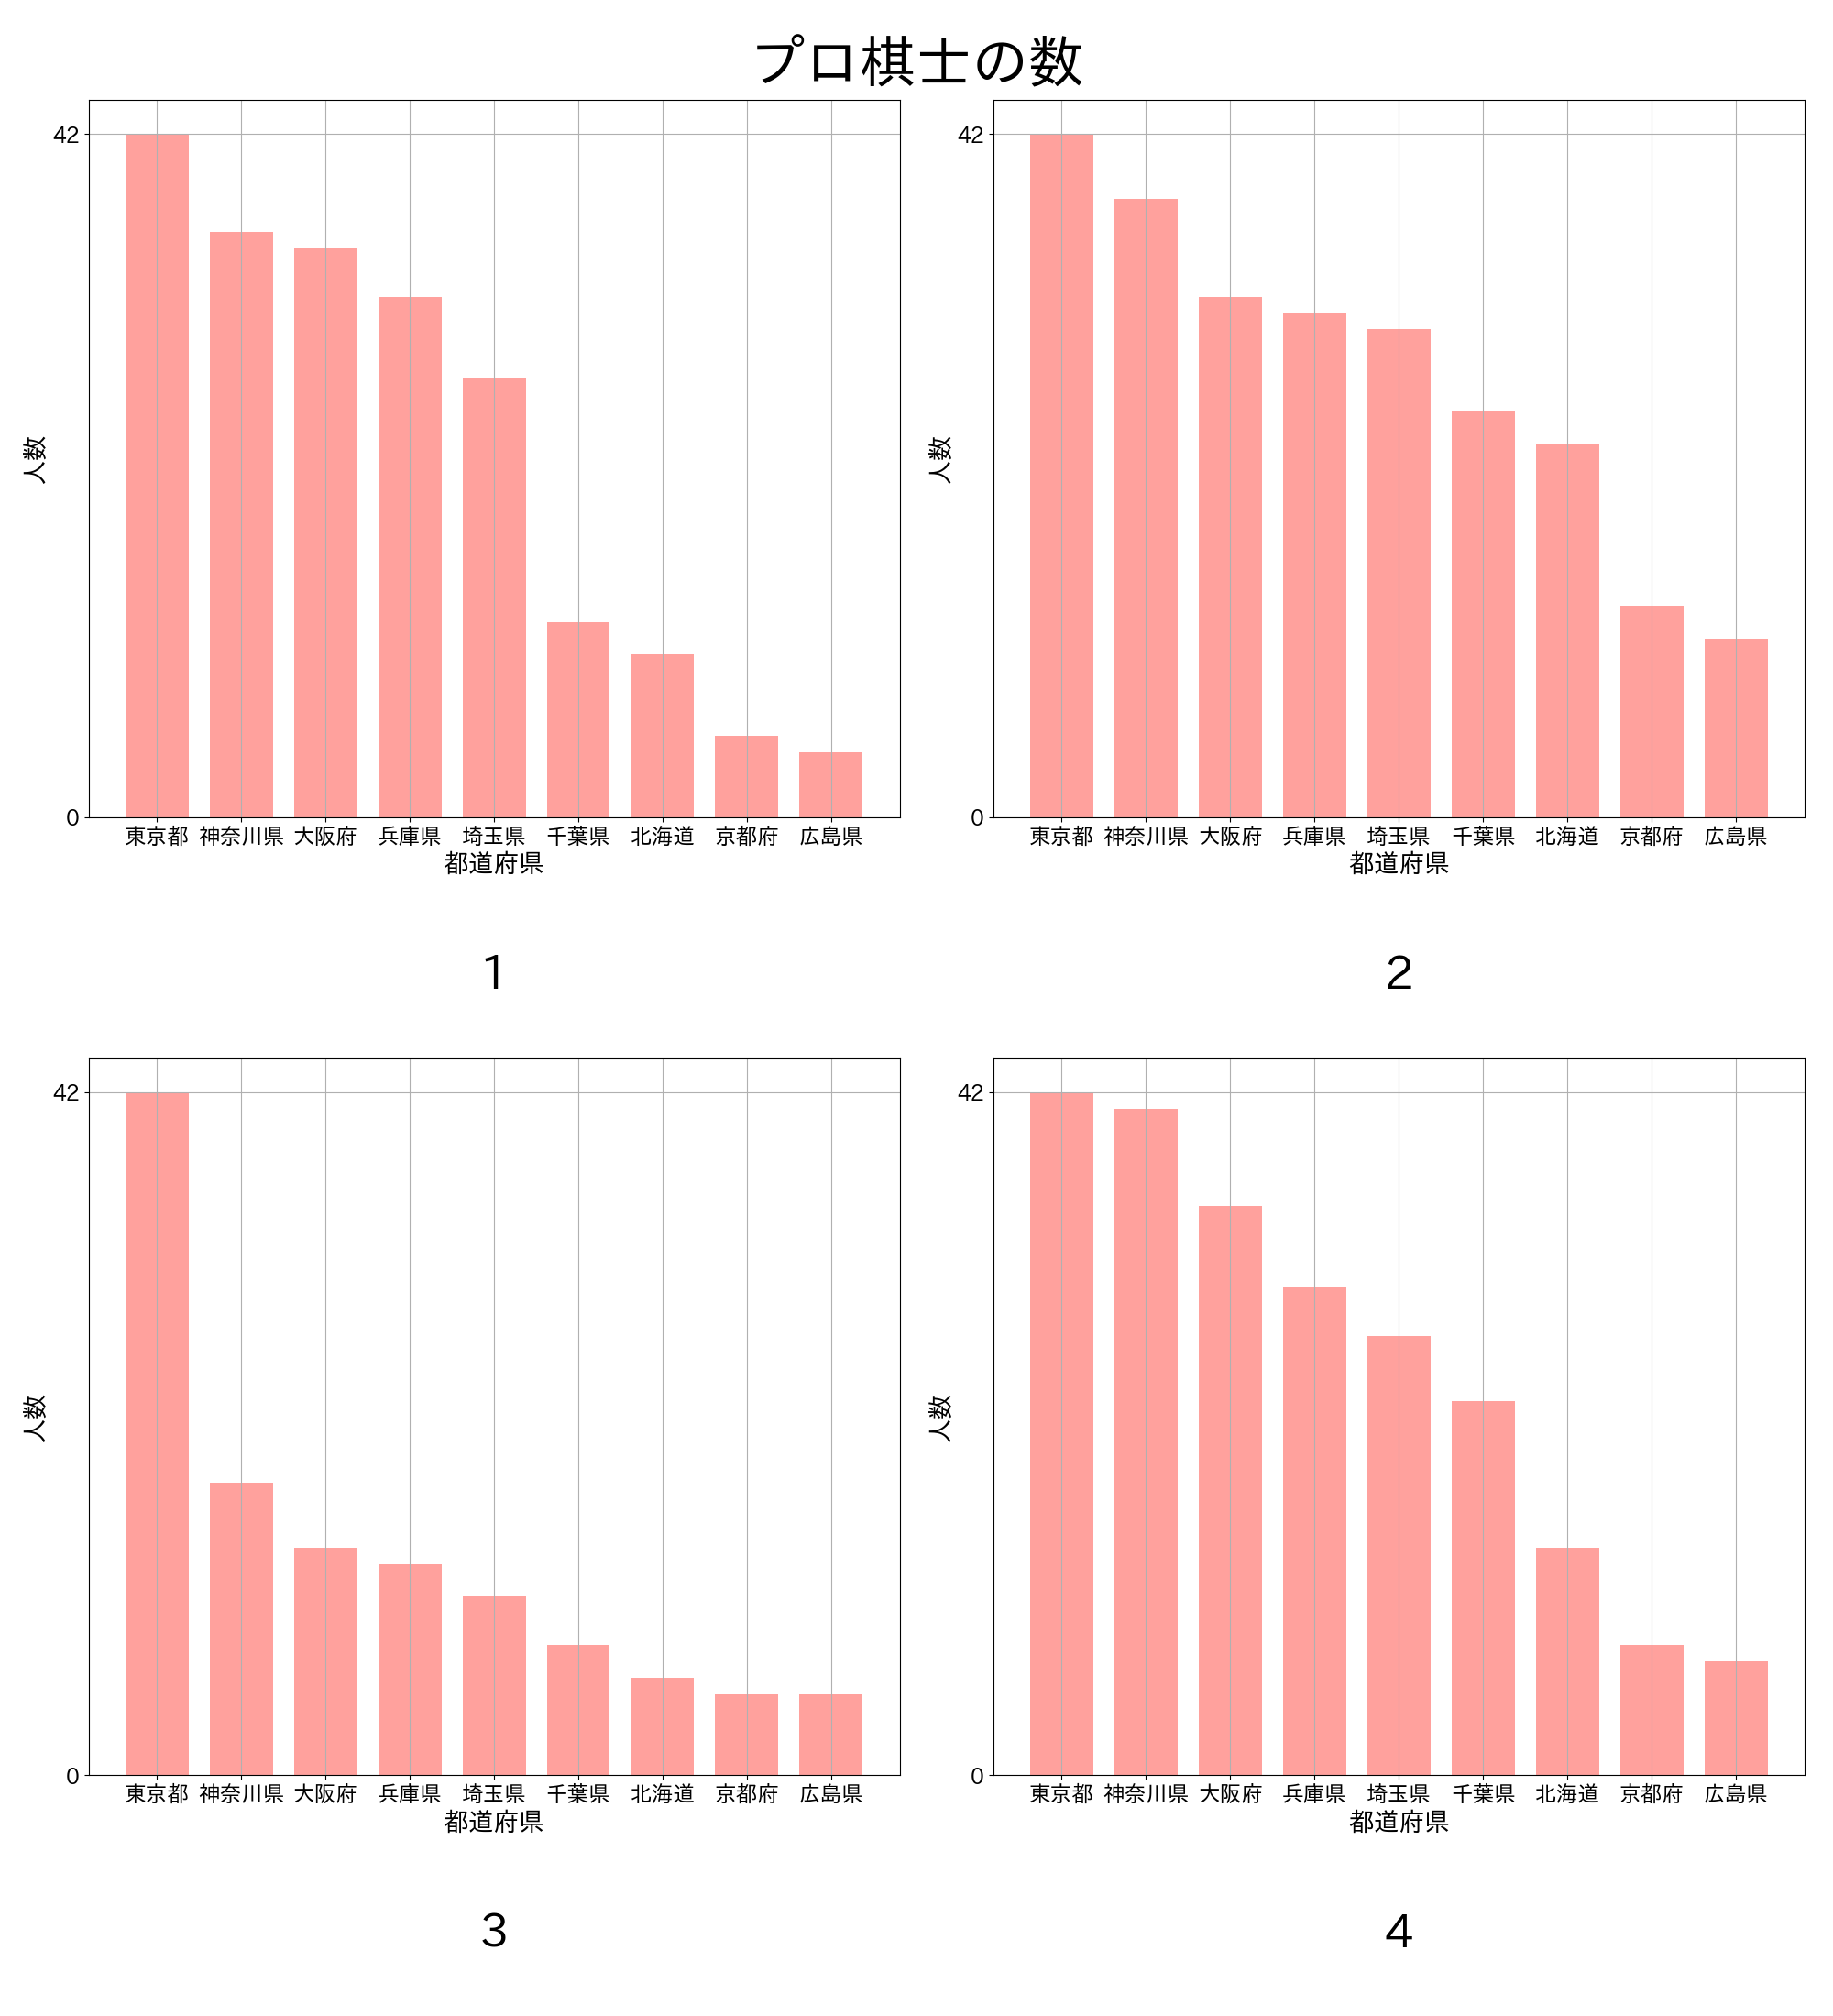 プロ棋士の数
42
0
人数
東京都 神奈川県 大阪府 兵庫県 埼玉県 千葉県 北海道 京都府 広島県
都道府県
1
42
0
人数
東京都 神奈川県 大阪府 兵庫県 埼玉県 千葉県 北海道 京都府 広島県
都道府県
2
42
0
人数
東京都 神奈川県 大阪府 兵庫県 埼玉県 千葉県 北海道 京都府 広島県
都道府県
3
42
0
人数
東京都 神奈川県 大阪府 兵庫県 埼玉県 千葉県 北海道 京都府 広島県
都道府県
4